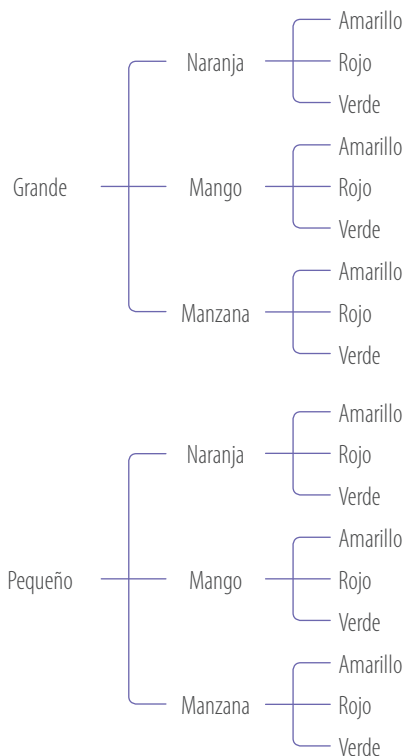 Amarillo
Naranja Rojo
Verde
Amarillo
Grande Mango Rojo
Verde
Amarillo
Manzana Rojo
Verde
Amarillo
Naranja Rojo
Verde
Amarillo
Pequeño Mango Rojo
Verde
Amarillo
Manzana Rojo
Verde